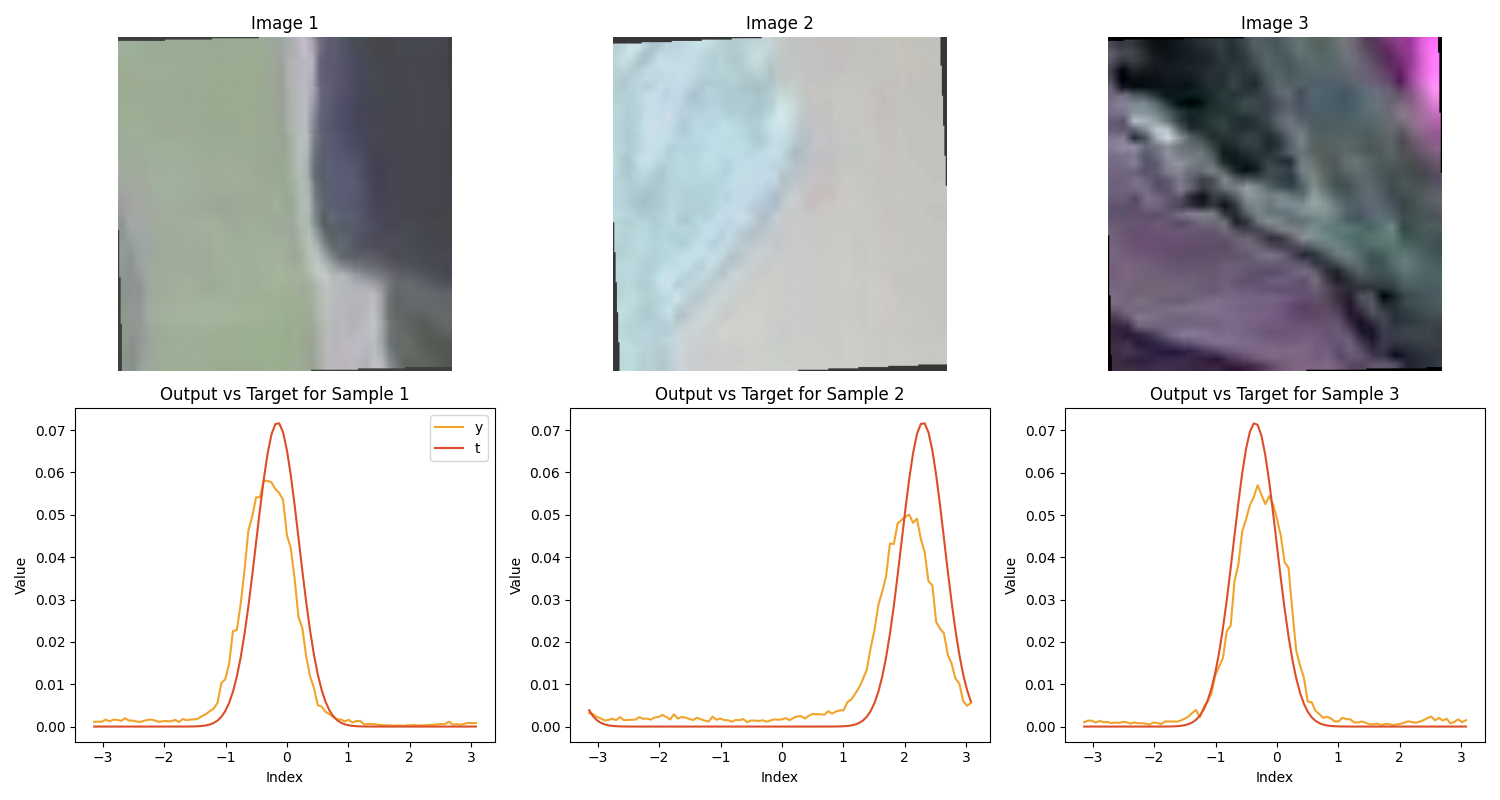 Image 1
Image 2
Image 3
Output vs Target for Sample 1
Output vs Target for Sample 2
Output vs Target for Sample 3
y
t
Value
0.07
0.06
0.05
0.04
0.03
0.02
0.01
0.00
−3 −2 −1 0 1 2 3
Index
Value
0.07
0.06
0.05
0.04
0.03
0.02
0.01
0.00
−3 −2 −1 0 1 2 3
Index
Value
0.07
0.06
0.05
0.04
0.03
0.02
0.01
0.00
−3 −2 −1 0 1 2 3
Index